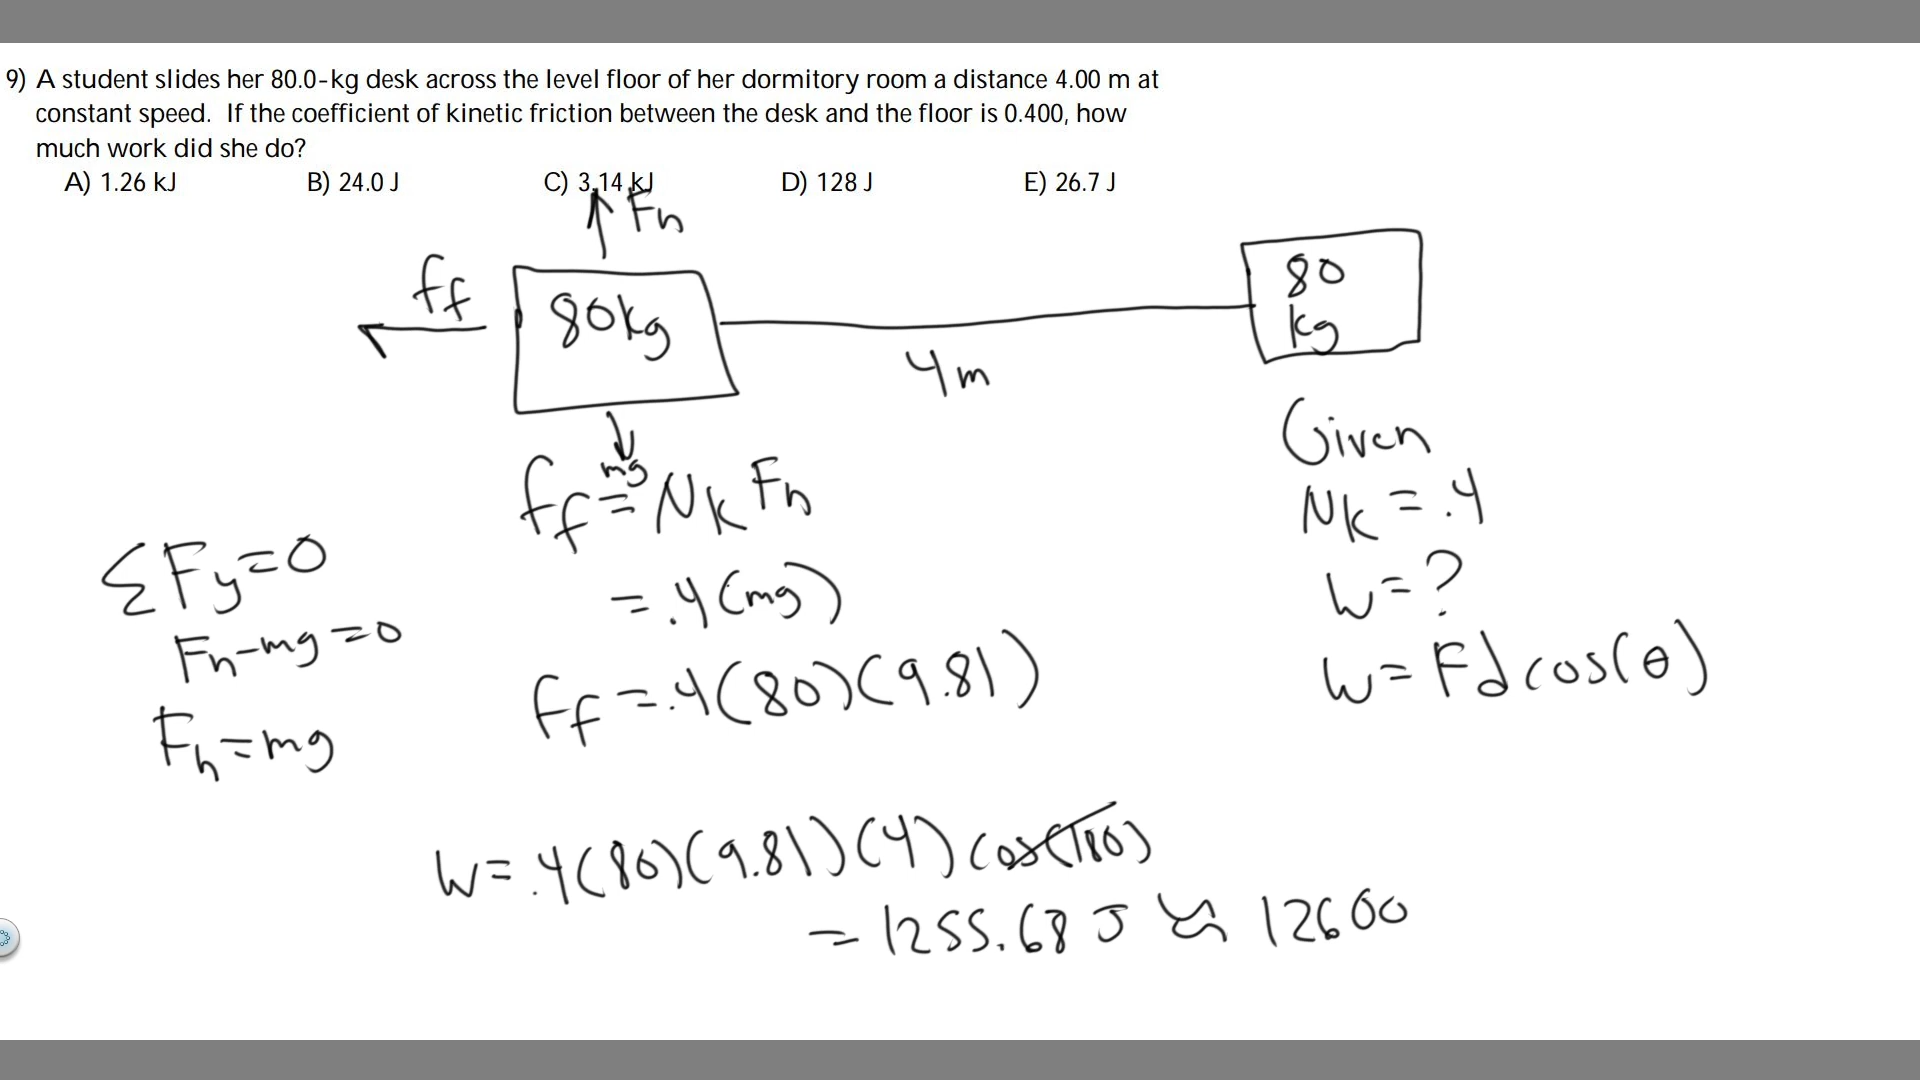 9) A student slides her 80.0-kg desk across the level floor of her dormitory room a distance 4.00 m at
constant speed. If the coefficient of kinetic friction between the desk and the floor is 0.400, how
much work did she do?
A) 1.26 kJ B) 24.0 J C) 3.14 kJ D) 128 J E) 26.7 J
Fn
ff
80kg
80
kg
4m
mg
Given
ff = Nk Fn
Nk = .4
ΣFy=0
= .4(mg)
W=?
Fn-mg=0
Ff = .4(80)(9.81)
W= Fdcos(θ)
Fn=mg
W= .4(80)(9.81)(4) cos(180)
= 1255.68 J ≈ 12600